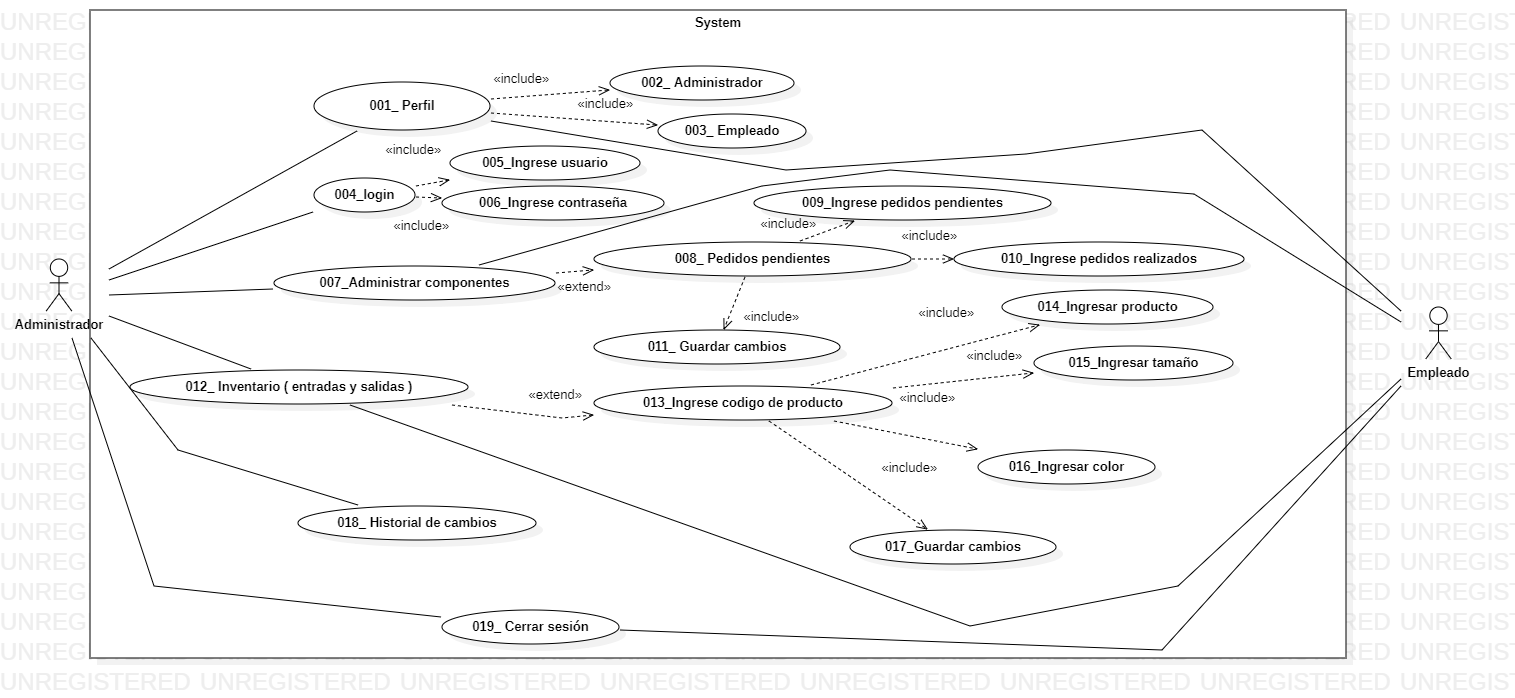 System
«include»
002_ Administrador
001_ Perfil
«include»
003_ Empleado
«include»
005_Ingrese usuario
004_login
006_Ingrese contraseña
«include»
009_Ingrese pedidos pendientes
«include»
«include»
008_ Pedidos pendientes
010_Ingrese pedidos realizados
007_Administrar componentes
«extend»
014_Ingresar producto
«include»
«include»
Administrador
011_ Guardar cambios
«include»
015_Ingresar tamaño
Empleado
012_ Inventario ( entradas y salidas )
«extend»
«include»
013_Ingrese codigo de producto
«include»
016_Ingresar color
018_ Historial de cambios
017_Guardar cambios
019_ Cerrar sesión
UNREGISTERED UNREGISTERED UNREGISTERED UNREGISTERED UNREGISTERED UNREGISTERED UNREGISTERED UNREGIST